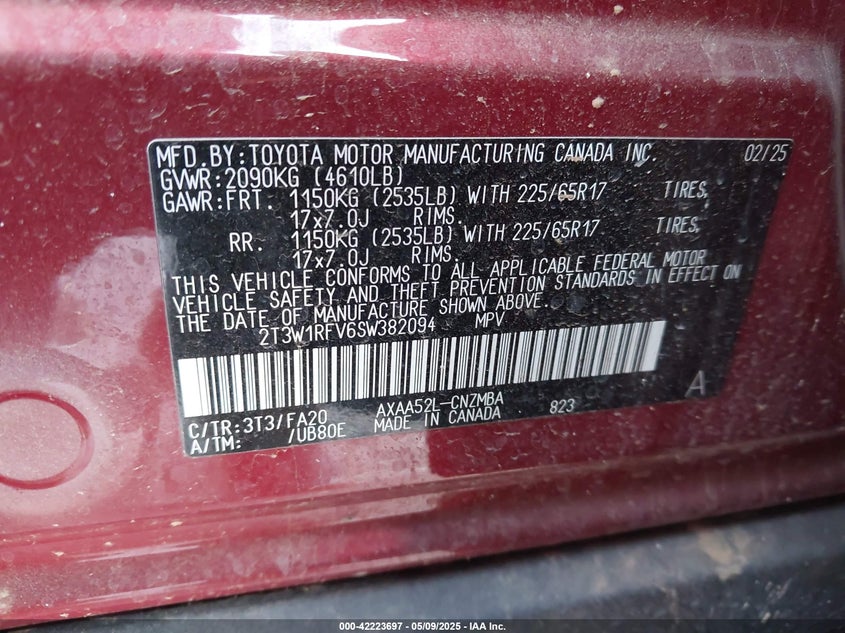 MFD.BY:TOYOTA MOTOR MANUFACTURING CANADA INC. 02/25
GVWR:2090KG (4610LB)
GAWR:FRT. 1150KG (2535LB) WITH 225/65R17 TIRES,
17x7.0J RIMS.
RR. 1150KG (2535LB) WITH 225/65R17 TIRES,
17x7.0J RIMS.
THIS VEHICLE CONFORMS TO ALL APPLICABLE FEDERAL MOTOR
VEHICLE SAFETY AND THEFT PREVENTION STANDARDS IN EFFECT ON
THE DATE OF MANUFACTURE SHOWN ABOVE.
2T3W1RFV6SW382094 MPV
A
C/TR:3T3/FA20 AXAA52L-CNZMBA 823
A/TM: /UB80E MADE IN CANADA
000-42223697 - 05/09/2025 - IAA Inc.